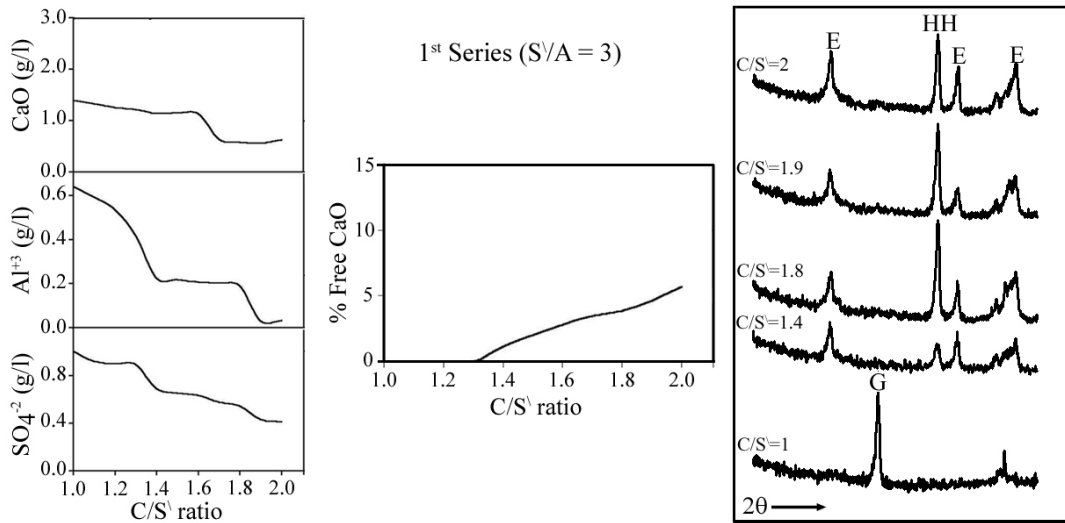 1st Series (S\/A = 3)
CaO (g/l)
3.0
2.0
1.0
0.0
Al+3 (g/l)
0.6
0.4
0.2
0.0
SO4-2 (g/l)
0.8
0.4
0.0
1.0 1.2 1.4 1.6 1.8 2.0
C/S\ ratio
% Free CaO
15
10
5
0
1.0 1.2 1.4 1.6 1.8 2.0
C/S\ ratio
E HH E E
C/S\=2
C/S\=1.9
C/S\=1.8
C/S\=1.4
G
C/S\=1
2θ